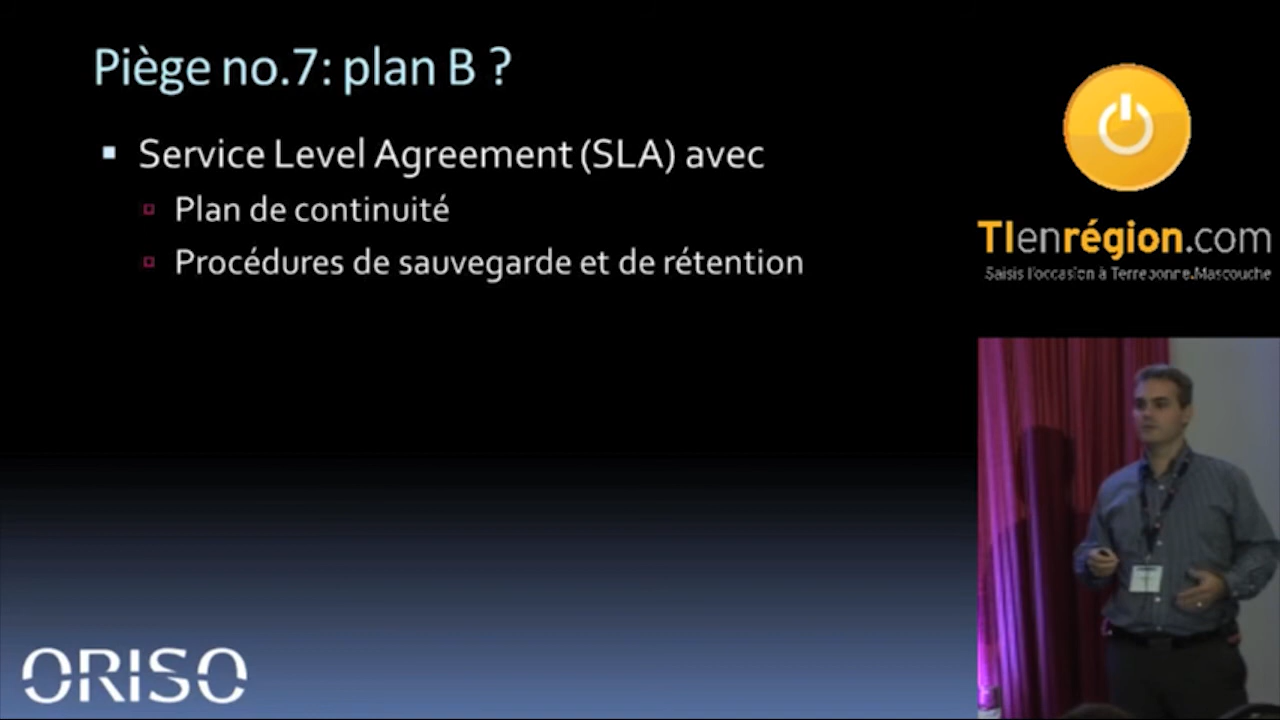 Piège no.7: plan B ?
Service Level Agreement (SLA) avec
Plan de continuité
Procédures de sauvegarde et de rétention
TIenrégion.com
Saisis l'occasion à Terrebonne.Mascouche
ORISO